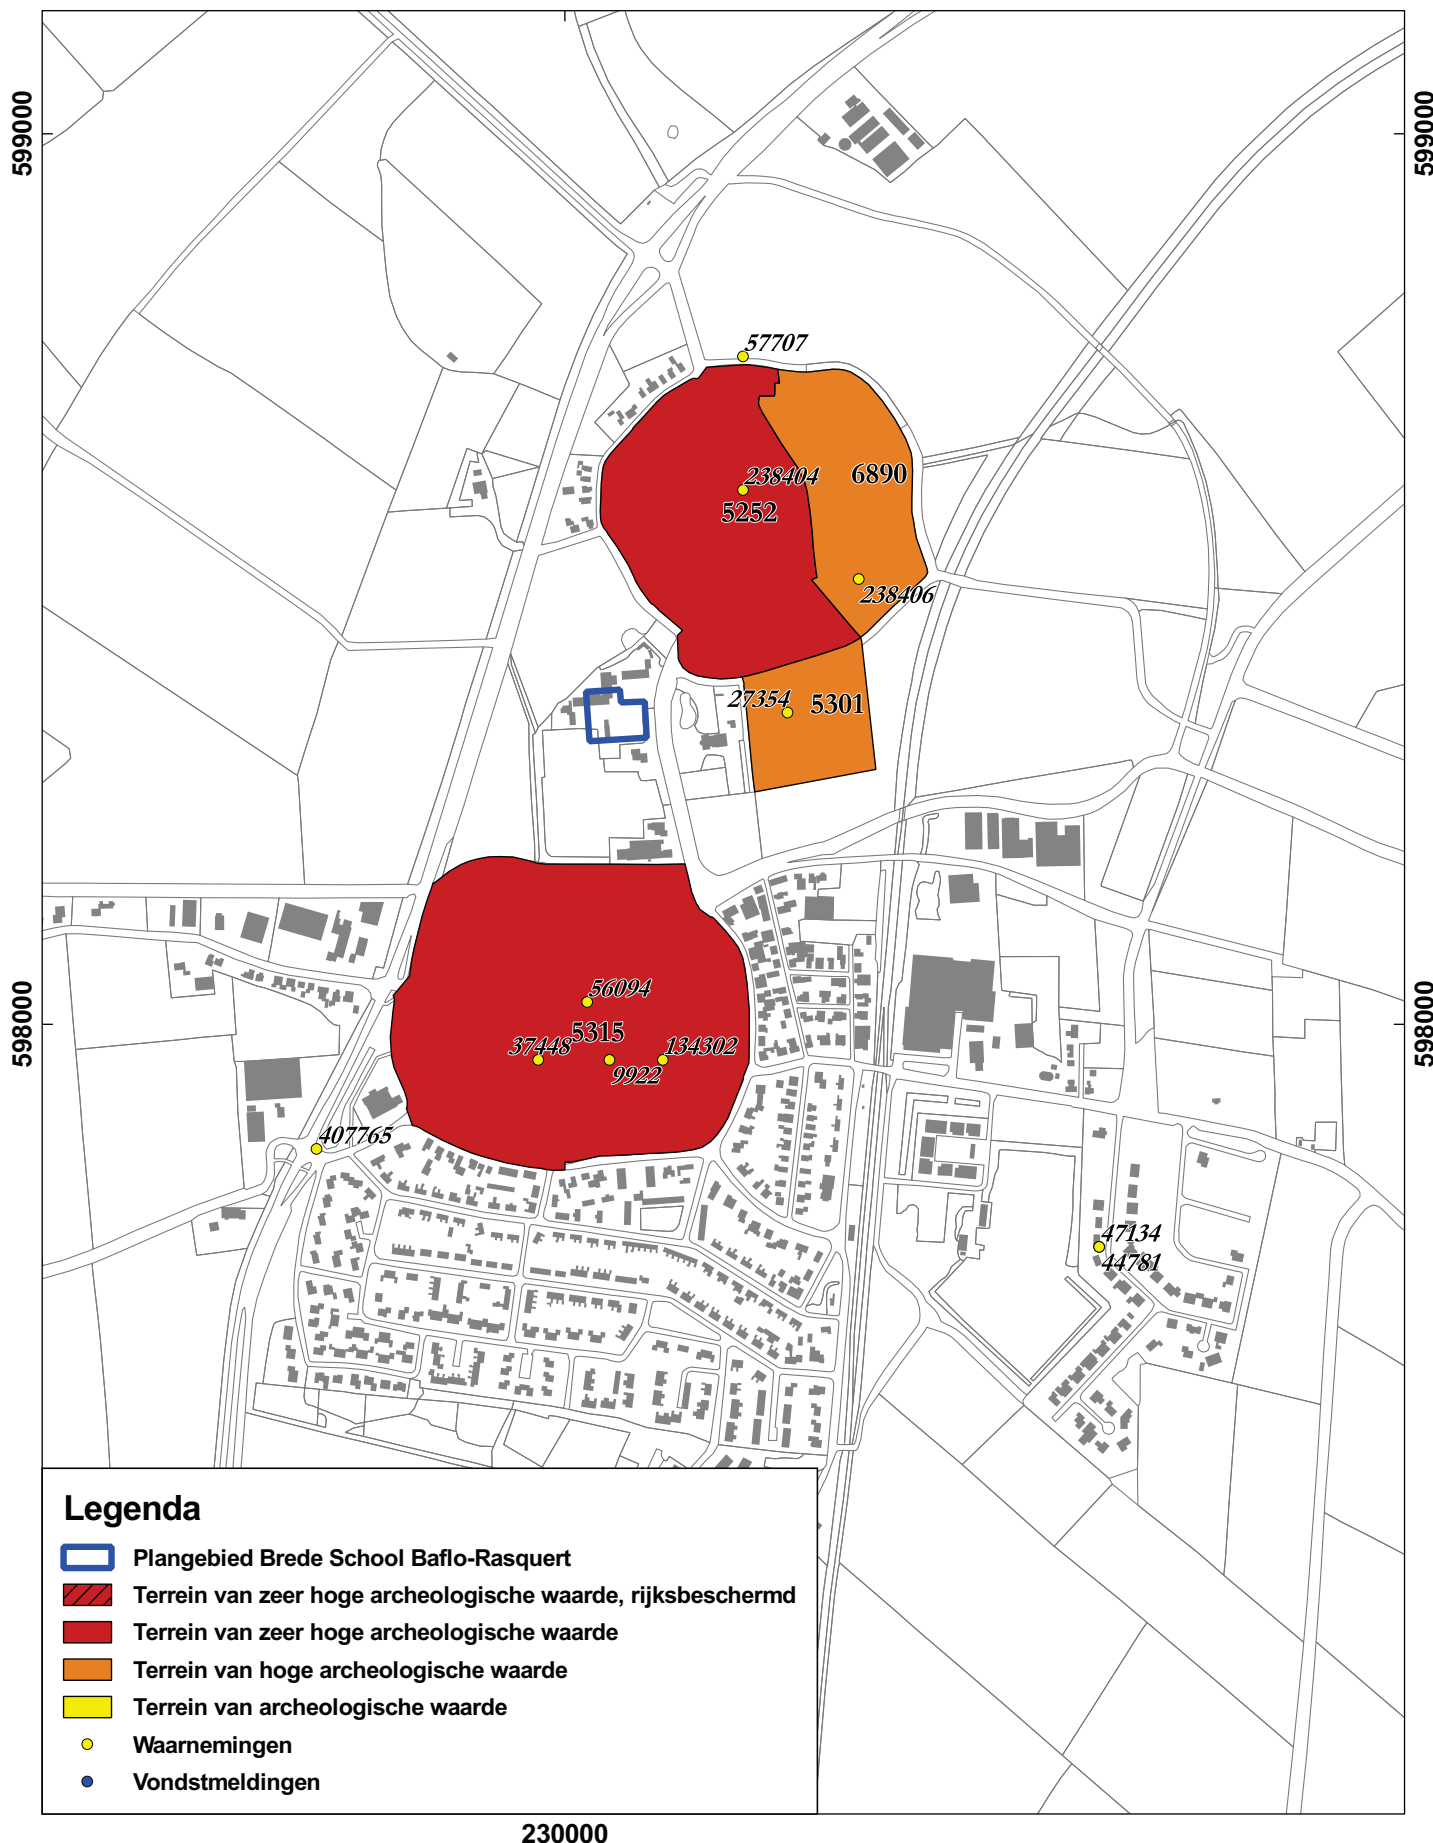 599000
599000
57707
238404
6890
5252
238406
27354
5301
56094
598000
5315
598000
37448
134302
9922
407765
47134
44781
Legenda
Plangebied Brede School Baflo-Rasquert
Terrein van zeer hoge archeologische waarde, rijksbeschermd
Terrein van zeer hoge archeologische waarde
Terrein van hoge archeologische waarde
Terrein van archeologische waarde
Waarnemingen
Vondstmeldingen
230000